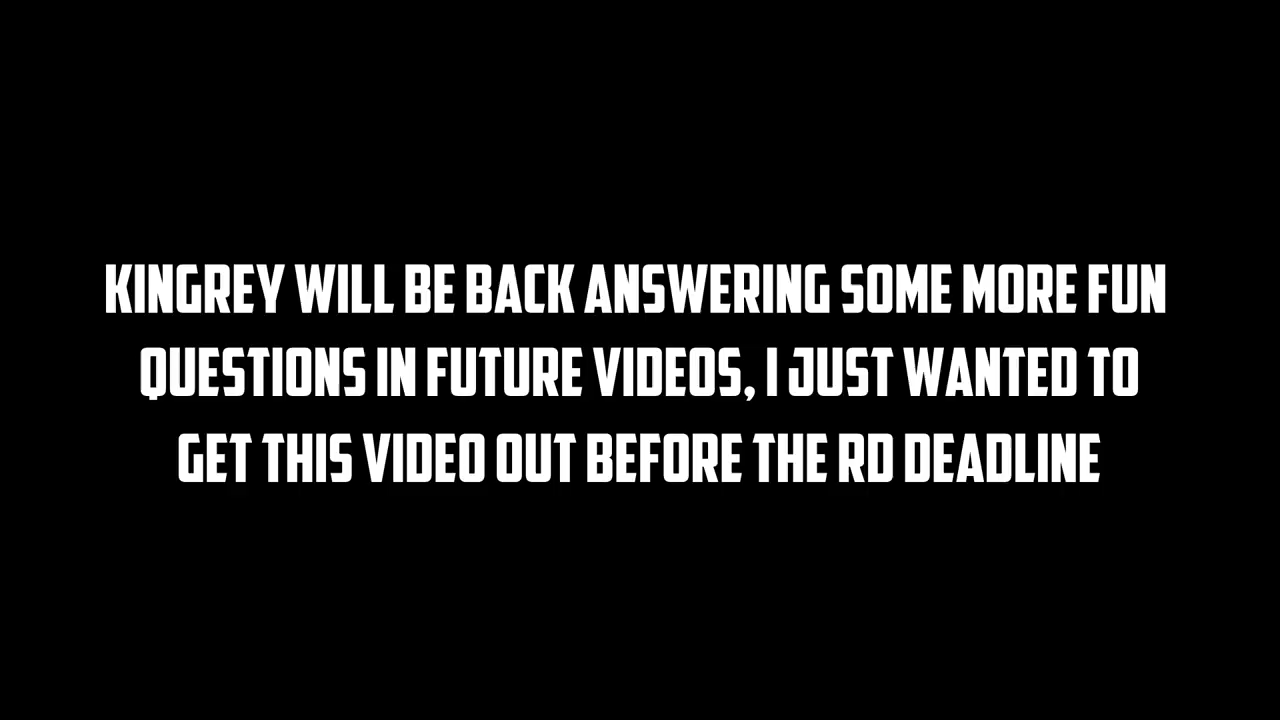 KINGREY WILL BE BACK ANSWERING SOME MORE FUN
QUESTIONS IN FUTURE VIDEOS, I JUST WANTED TO
GET THIS VIDEO OUT BEFORE THE RD DEADLINE